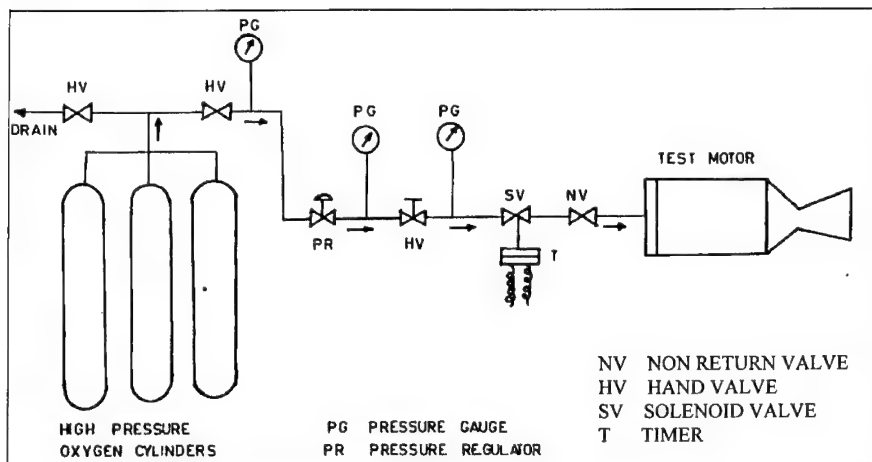 PG
HV
HV
DRAIN
PG
PG
TEST MOTOR
SV
NV
PR
HV
T
HIGH PRESSURE
OXYGEN CYLINDERS
PG PRESSURE GAUGE
PR PRESSURE REGULATOR
NV NON RETURN VALVE
HV HAND VALVE
SV SOLENOID VALVE
T TIMER